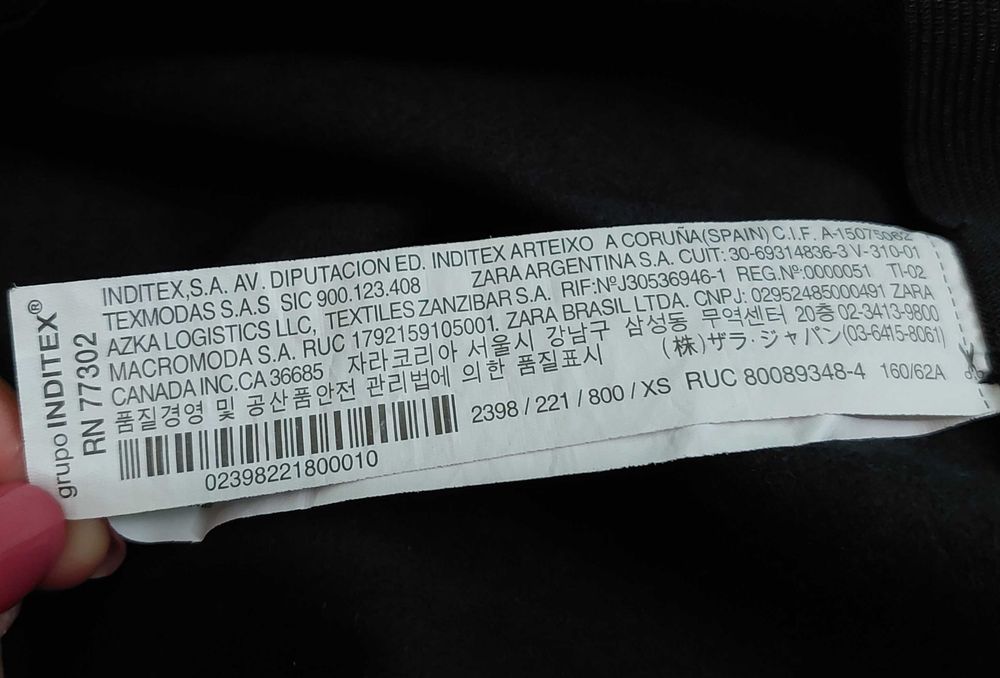 grupo INDITEX®
RN 77302
INDITEX,S.A. AV. DIPUTACION ED. INDITEX ARTEIXO A CORUÑA(SPAIN) C.I.F. A-15075062
TEXMODAS S.A.S SIC 900.123.408 ZARA ARGENTINA S.A. CUIT: 30-69314836-3 V-310-01
AZKA LOGISTICS LLC, TEXTILES ZANZIBAR S.A. RIF:NºJ30536946-1 REG.Nº:0000051 TI-02
MACROMODA S.A. RUC 1792159105001. ZARA BRASIL LTDA. CNPJ: 02952485000491 ZARA
CANADA INC.CA 36685 자라코리아 서울시 강남구 삼성동 무역센터 20층 02-3413-9800
품질경영 및 공산품안전 관리법에 의한 품질표시 (株)ザラ・ジャパン(03-6415-8061)
2398 / 221 / 800 / XS RUC 80089348-4 160/62A
02398221800010